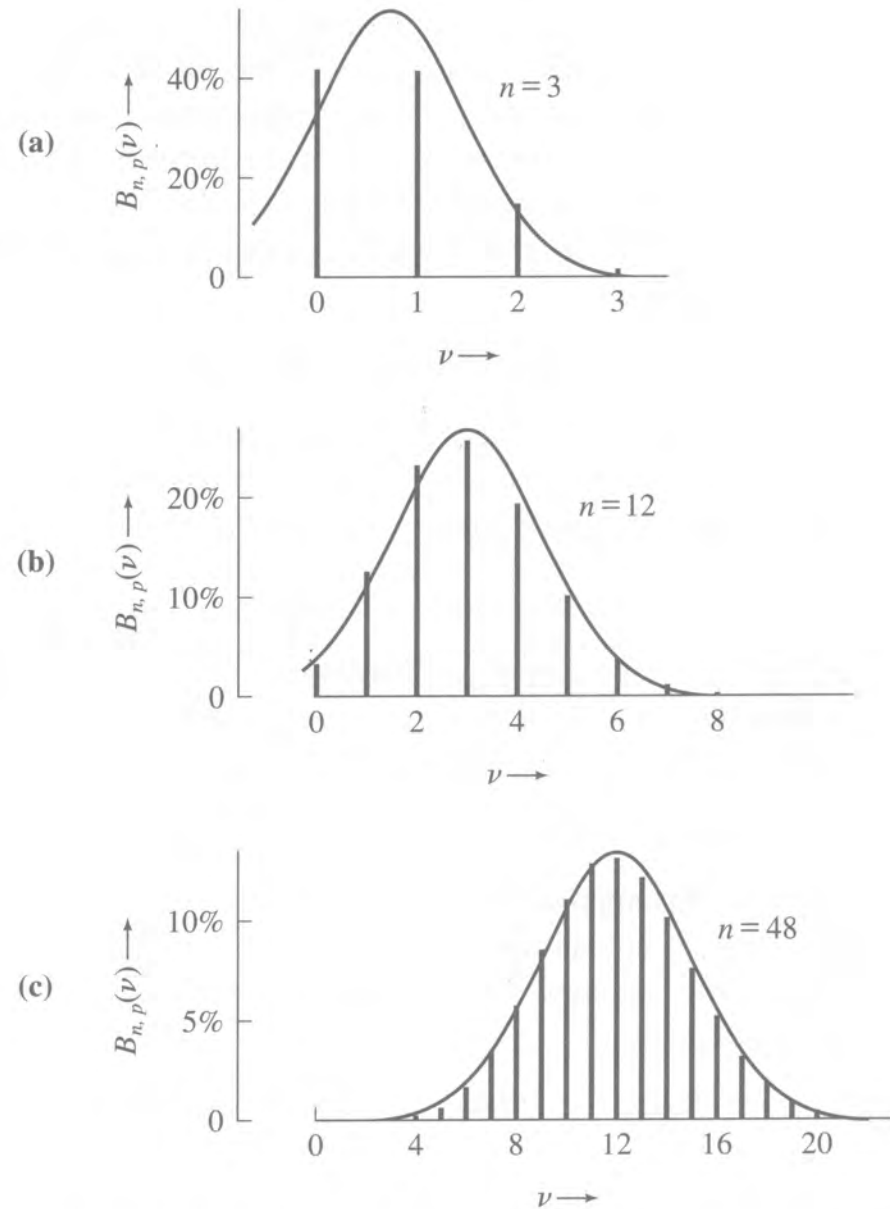 40%
n = 3
(a)
B_{n, p}(ν) →
20%
0
0 1 2 3
ν →
20%
n = 12
(b)
B_{n, p}(ν) →
10%
0
0 2 4 6 8
ν →
10%
n = 48
(c)
B_{n, p}(ν) →
5%
0
0 4 8 12 16 20
ν →